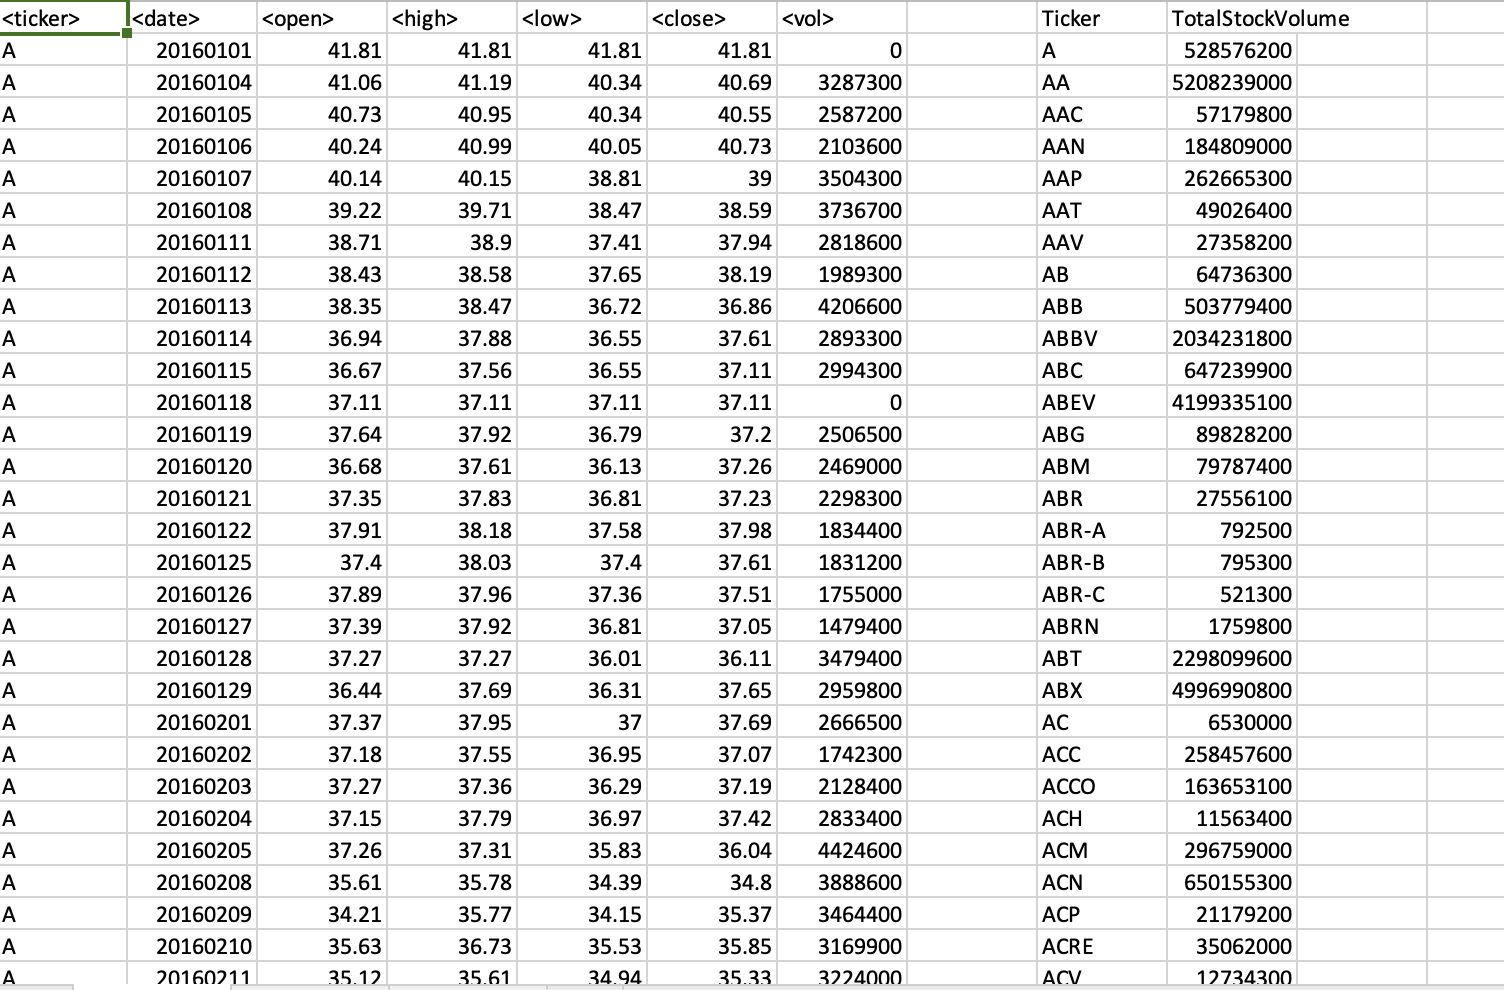 <ticker> <date> <open> <high> <low> <close> <vol> Ticker TotalStockVolume
A 20160101 41.81 41.81 41.81 41.81 0 A 528576200
A 20160104 41.06 41.19 40.34 40.69 3287300 AA 5208239000
A 20160105 40.73 40.95 40.34 40.55 2587200 AAC 57179800
A 20160106 40.24 40.99 40.05 40.73 2103600 AAN 184809000
A 20160107 40.14 40.15 38.81 39 3504300 AAP 262665300
A 20160108 39.22 39.71 38.47 38.59 3736700 AAT 49026400
A 20160111 38.71 38.9 37.41 37.94 2818600 AAV 27358200
A 20160112 38.43 38.58 37.65 38.19 1989300 AB 64736300
A 20160113 38.35 38.47 36.72 36.86 4206600 ABB 503779400
A 20160114 36.94 37.88 36.55 37.61 2893300 ABBV 2034231800
A 20160115 36.67 37.56 36.55 37.11 2994300 ABC 647239900
A 20160118 37.11 37.11 37.11 37.11 0 ABEV 4199335100
A 20160119 37.64 37.92 36.79 37.2 2506500 ABG 89828200
A 20160120 36.68 37.61 36.13 37.26 2469000 ABM 79787400
A 20160121 37.35 37.83 36.81 37.23 2298300 ABR 27556100
A 20160122 37.91 38.18 37.58 37.98 1834400 ABR-A 792500
A 20160125 37.4 38.03 37.4 37.61 1831200 ABR-B 795300
A 20160126 37.89 37.96 37.36 37.51 1755000 ABR-C 521300
A 20160127 37.39 37.92 36.81 37.05 1479400 ABRN 1759800
A 20160128 37.27 37.27 36.01 36.11 3479400 ABT 2298099600
A 20160129 36.44 37.69 36.31 37.65 2959800 ABX 4996990800
A 20160201 37.37 37.95 37 37.69 2666500 AC 6530000
A 20160202 37.18 37.55 36.95 37.07 1742300 ACC 258457600
A 20160203 37.27 37.36 36.29 37.19 2128400 ACCO 163653100
A 20160204 37.15 37.79 36.97 37.42 2833400 ACH 11563400
A 20160205 37.26 37.31 35.83 36.04 4424600 ACM 296759000
A 20160208 35.61 35.78 34.39 34.8 3888600 ACN 650155300
A 20160209 34.21 35.77 34.15 35.37 3464400 ACP 21179200
A 20160210 35.63 36.73 35.53 35.85 3169900 ACRE 35062000
A 20160211 35.12 35.61 34.94 35.33 3224000 ACV 12734300